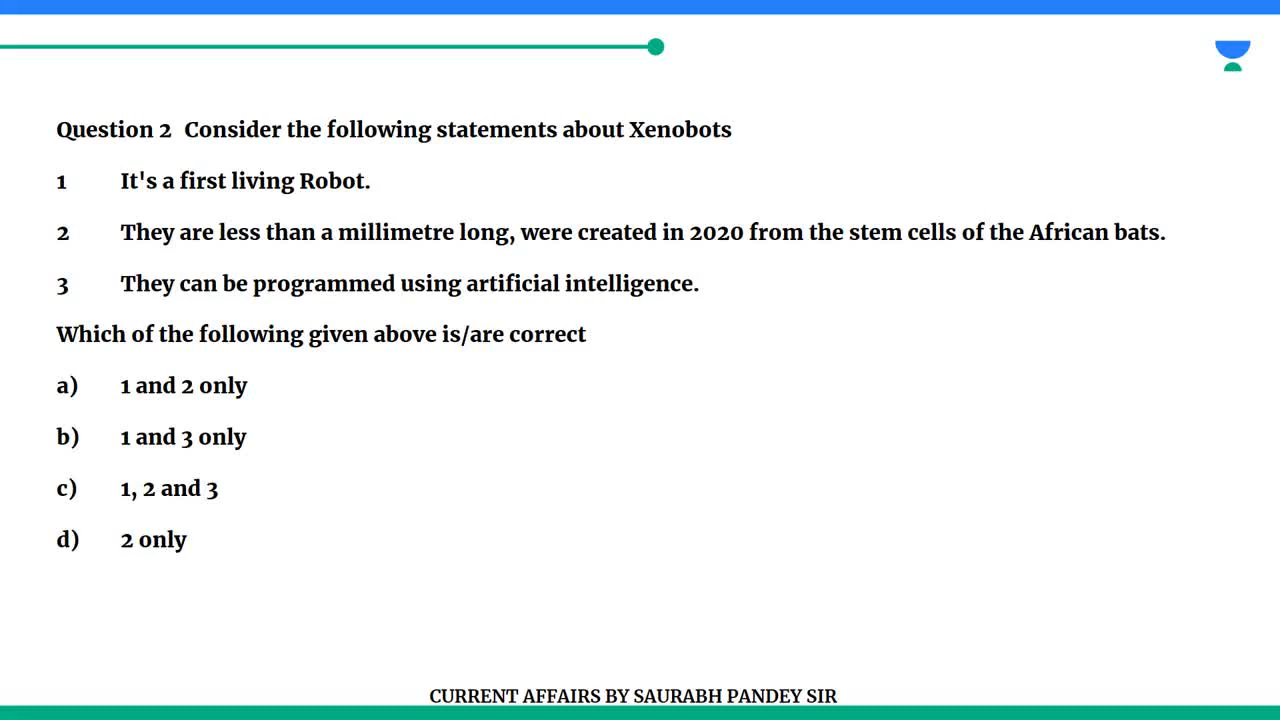 Question 2 Consider the following statements about Xenobots
1 It's a first living Robot.
2 They are less than a millimetre long, were created in 2020 from the stem cells of the African bats.
3 They can be programmed using artificial intelligence.
Which of the following given above is/are correct
a) 1 and 2 only
b) 1 and 3 only
c) 1, 2 and 3
d) 2 only
CURRENT AFFAIRS BY SAURABH PANDEY SIR